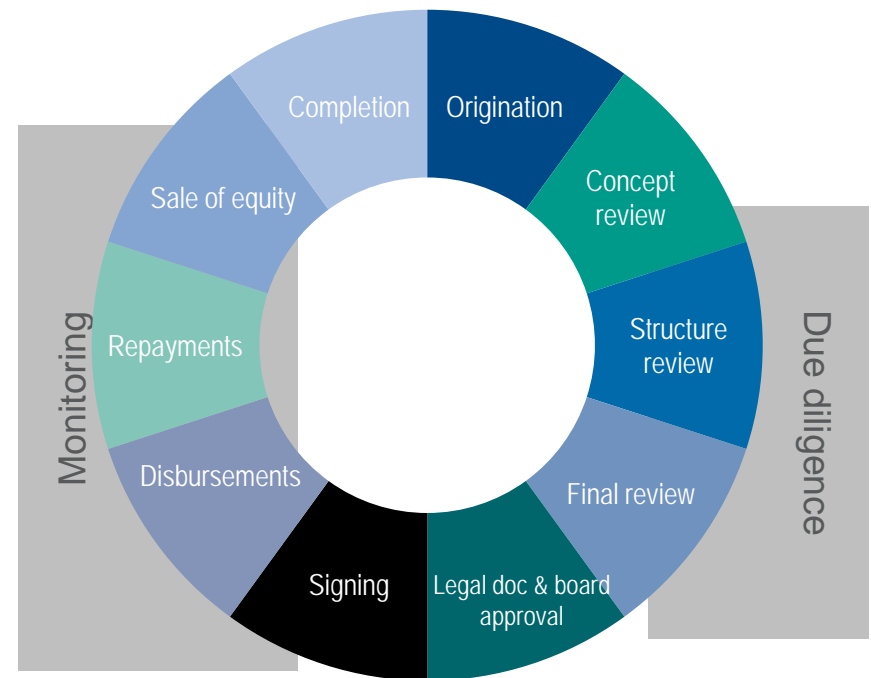 Completion
Origination
Concept
review
Structure
review
Final review
Legal doc & board
approval
Signing
Disbursements
Repayments
Sale of equity
Monitoring
Due diligence